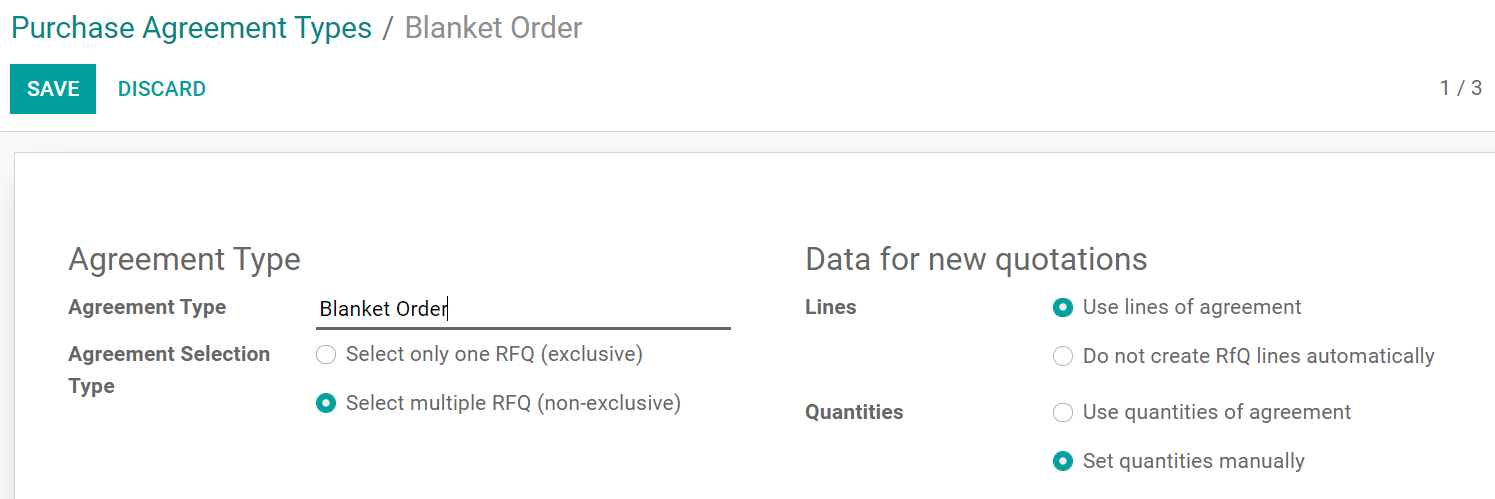 Purchase Agreement Types / Blanket Order
SAVE DISCARD
1 / 3
Agreement Type
Agreement Type Blanket Order
Agreement Selection Type
Select only one RFQ (exclusive)
Select multiple RFQ (non-exclusive)
Data for new quotations
Lines
Use lines of agreement
Do not create RfQ lines automatically
Quantities
Use quantities of agreement
Set quantities manually